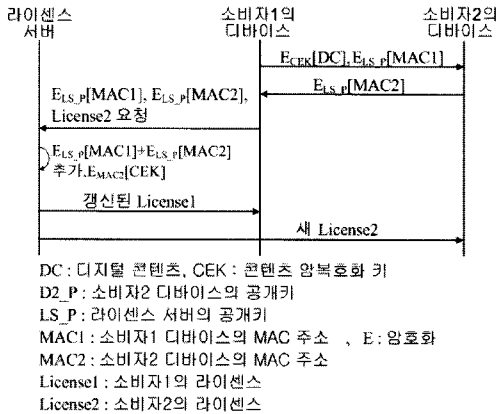 라이센스 서버
소비자1의 디바이스
소비자2의 디바이스
E_CEK[DC], E_LS_P[MAC1]
E_LS_P[MAC2]
E_LS_P[MAC1], E_LS_P[MAC2],
License2 요청
E_LS_P[MAC1]+E_LS_P[MAC2]
추가, E_MAC2[CEK]
갱신된 License1
새 License2
DC : 디지털 콘텐츠, CEK : 콘텐츠 암복호화 키
D2_P : 소비자2 디바이스의 공개키
LS_P : 라이센스 서버의 공개키
MAC1 : 소비자1 디바이스의 MAC 주소 , E : 암호화
MAC2 : 소비자2 디바이스의 MAC 주소
License1 : 소비자1의 라이센스
License2 : 소비자2의 라이센스